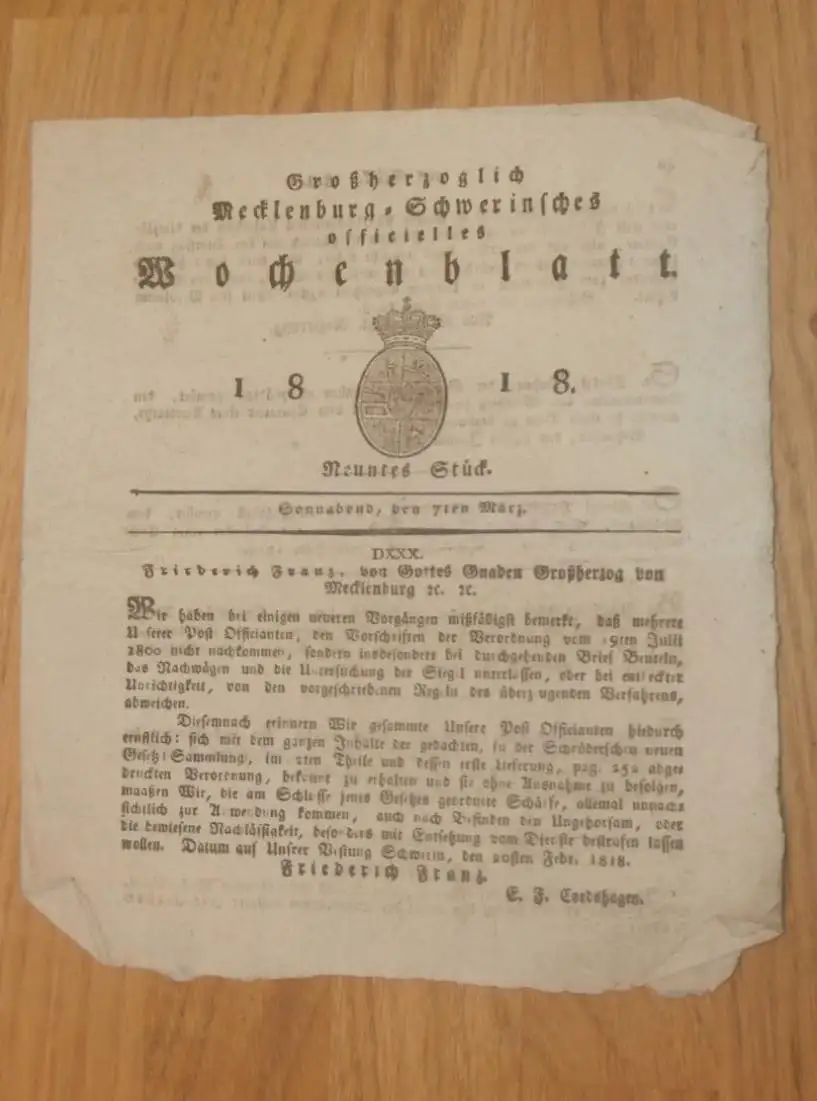 Großherzoglich
Mecklenburg-Schwerinsches
officielles
Wochenblatt.
1818.
Neuntes Stück.
Sonnabend, den 7ten März.
DXXX.
Friederich Franz, von Gottes Gnaden Großherzog von
Mecklenburg ꝛc. ꝛc.
Wir haben bei einigen neueren Vorgängen mißfälligst bemerkt, daß mehrere
Unserer Post Officianten, den Vorschriften der Verordnung vom 19ten Julii
1800 nicht nachkommen, sondern insbesondere bei durchgehenden Brief Beuteln,
das Nachwägen und die Untersuchung der Siegel unterlassen, oder bei entdeckter
Unrichtigkeit, von den vorgeschriebenen Regeln des überzeugenden Verfahrens,
abweichen.
Diesemnach erinnern Wir gesammte Unsere Post Officianten hiedurch
ernstlich: sich mit dem ganzen Inhalte der gedachten, in der Schröderschen neuen
Gesetz-Sammlung, im 2ten Theile und dessen erste Lieferung, pag. 252 abge-
druckten Verordnung, bekannt zu erhalten und sie ohne Ausnahme zu befolgen,
maaßen Wir, die am Schlusse jenes Gesetzes geordnete Schärfe, allemal unnach-
sichtlich zur Anwendung kommen, auch nach Befinden den Ungehorsam, oder
die bewiesene Nachlässigkeit, besonders mit Entsetzung vom Dienste bestrafen lassen
wollen. Datum auf Unsrer Vestung Schwerin, den 20sten Febr. 1818.
Friederich Franz.
E. F. Cordshagen.